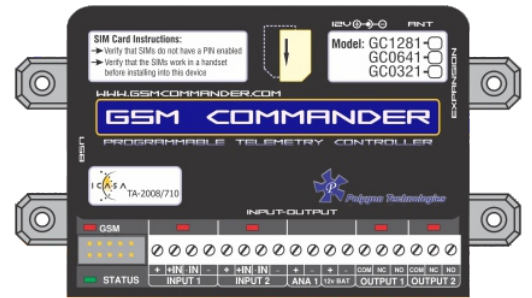 12V ANT
SIM Card Instructions:
Verify that SIMs do not have a PIN enabled
Verify that the SIMs work in a handset
before installing into this device
Model: GC1281-
GC0641-
GC0321-
EXPANSION
WWW.GSMCOMMANDER.COM
GSM COMMANDER
PROGRAMMABLE TELEMETRY CONTROLLER
USB
ICASA
TA-2008/710
Polygon Technologies
INPUT-OUTPUT
GSM
STATUS
+ +IN -IN - + +IN -IN - + - + - COM NC NO COM NC NO
INPUT 1 INPUT 2 ANA 1 12v BAT OUTPUT 1 OUTPUT 2